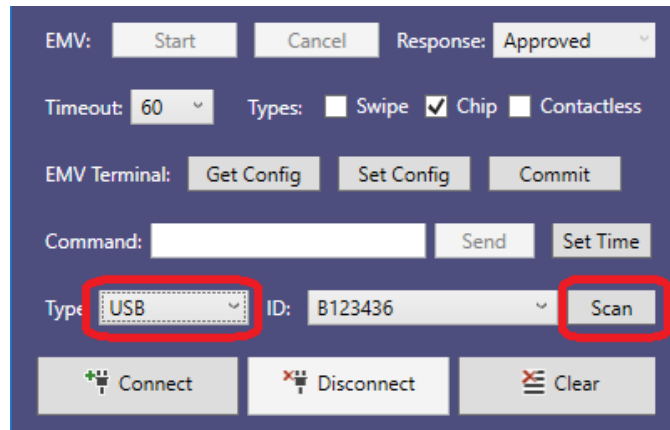 EMV: Start Cancel Response: Approved
Timeout: 60 Types: Swipe Chip Contactless
EMV Terminal: Get Config Set Config Commit
Command: Send Set Time
Type USB ID: B123436 Scan
Connect Disconnect Clear